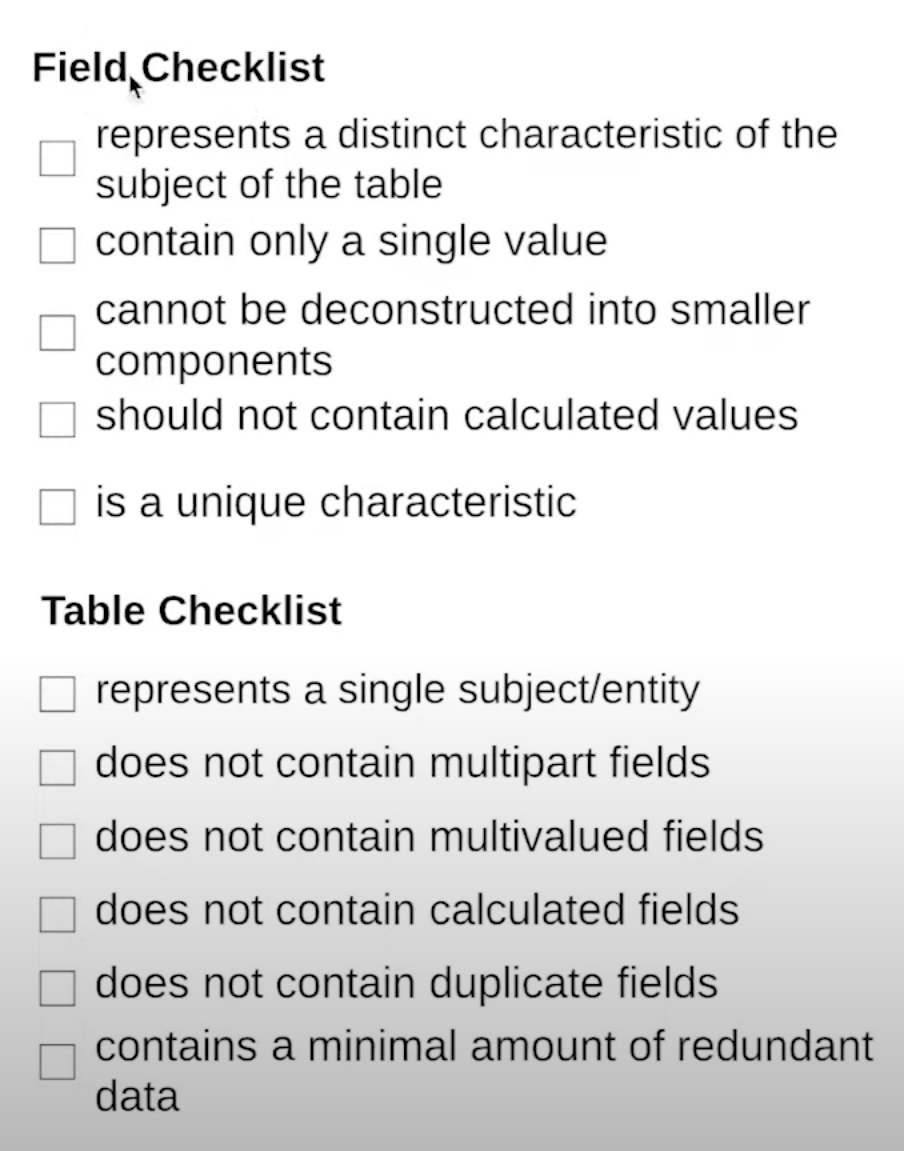 Field Checklist
represents a distinct characteristic of the
subject of the table
contain only a single value
cannot be deconstructed into smaller
components
should not contain calculated values
is a unique characteristic
Table Checklist
represents a single subject/entity
does not contain multipart fields
does not contain multivalued fields
does not contain calculated fields
does not contain duplicate fields
contains a minimal amount of redundant
data